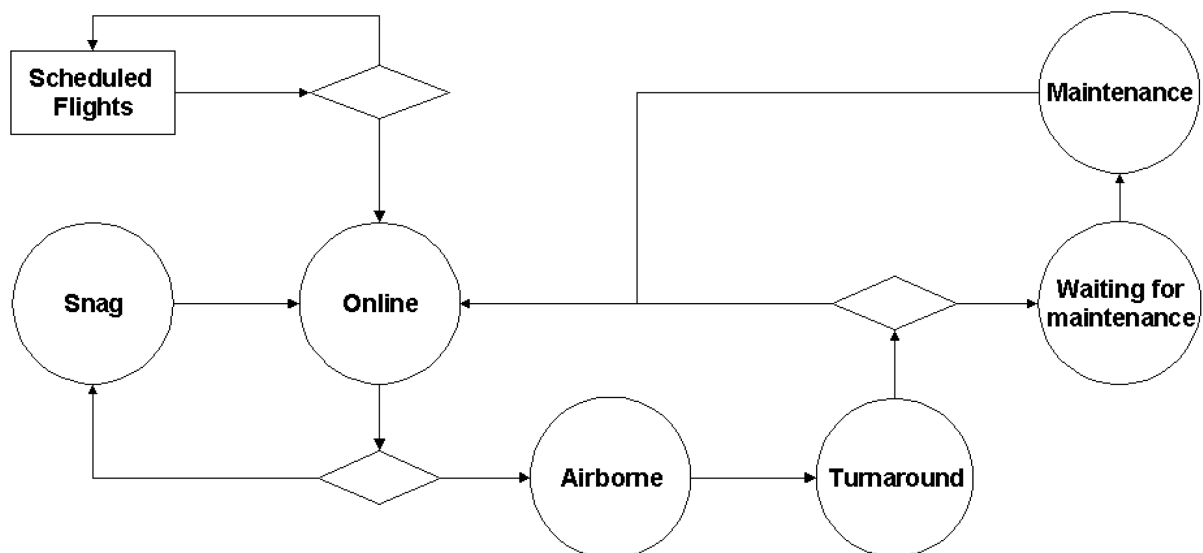 Scheduled
Flights
Maintenance
Snag
Online
Waiting for
maintenance
Airborne
Turnaround